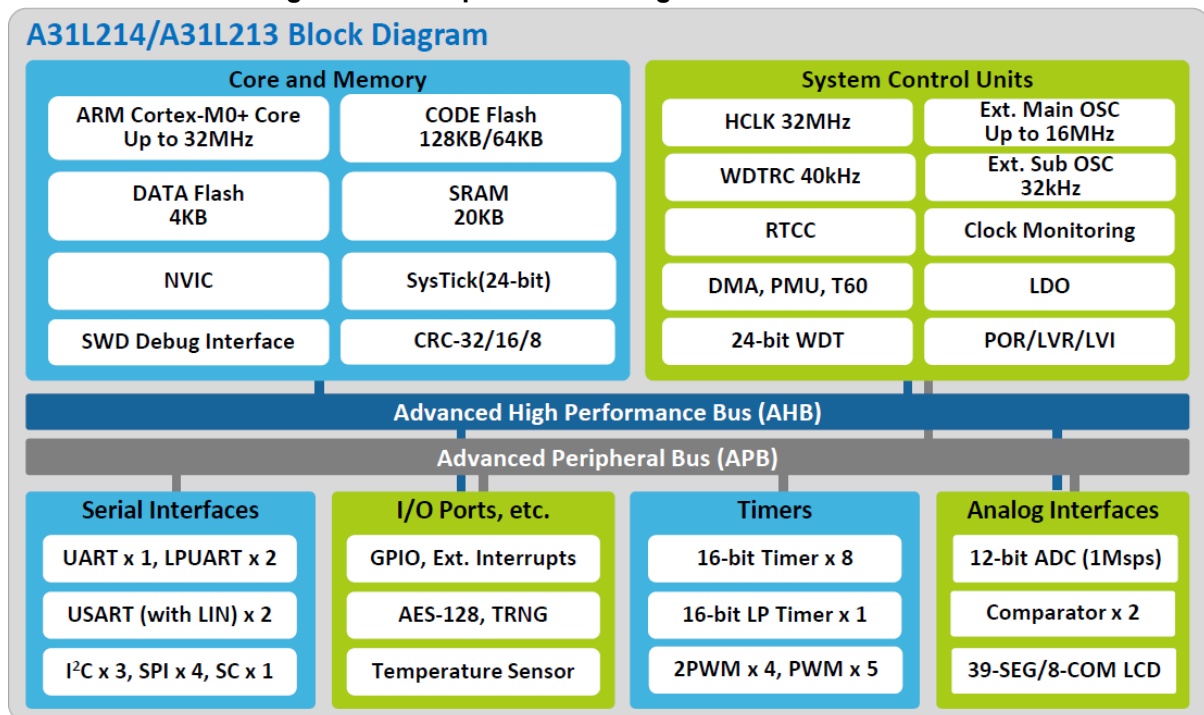 A31L214/A31L213 Block Diagram
Core and Memory
ARM Cortex-M0+ Core
Up to 32MHz
CODE Flash
128KB/64KB
DATA Flash
4KB
SRAM
20KB
NVIC
SysTick(24-bit)
SWD Debug Interface
CRC-32/16/8
System Control Units
HCLK 32MHz
Ext. Main OSC
Up to 16MHz
WDTRC 40kHz
Ext. Sub OSC
32kHz
RTCC
Clock Monitoring
DMA, PMU, T60
LDO
24-bit WDT
POR/LVR/LVI
Advanced High Performance Bus (AHB)
Advanced Peripheral Bus (APB)
Serial Interfaces
UART x 1, LPUART x 2
USART (with LIN) x 2
I²C x 3, SPI x 4, SC x 1
I/O Ports, etc.
GPIO, Ext. Interrupts
AES-128, TRNG
Temperature Sensor
Timers
16-bit Timer x 8
16-bit LP Timer x 1
2PWM x 4, PWM x 5
Analog Interfaces
12-bit ADC (1Msps)
Comparator x 2
39-SEG/8-COM LCD